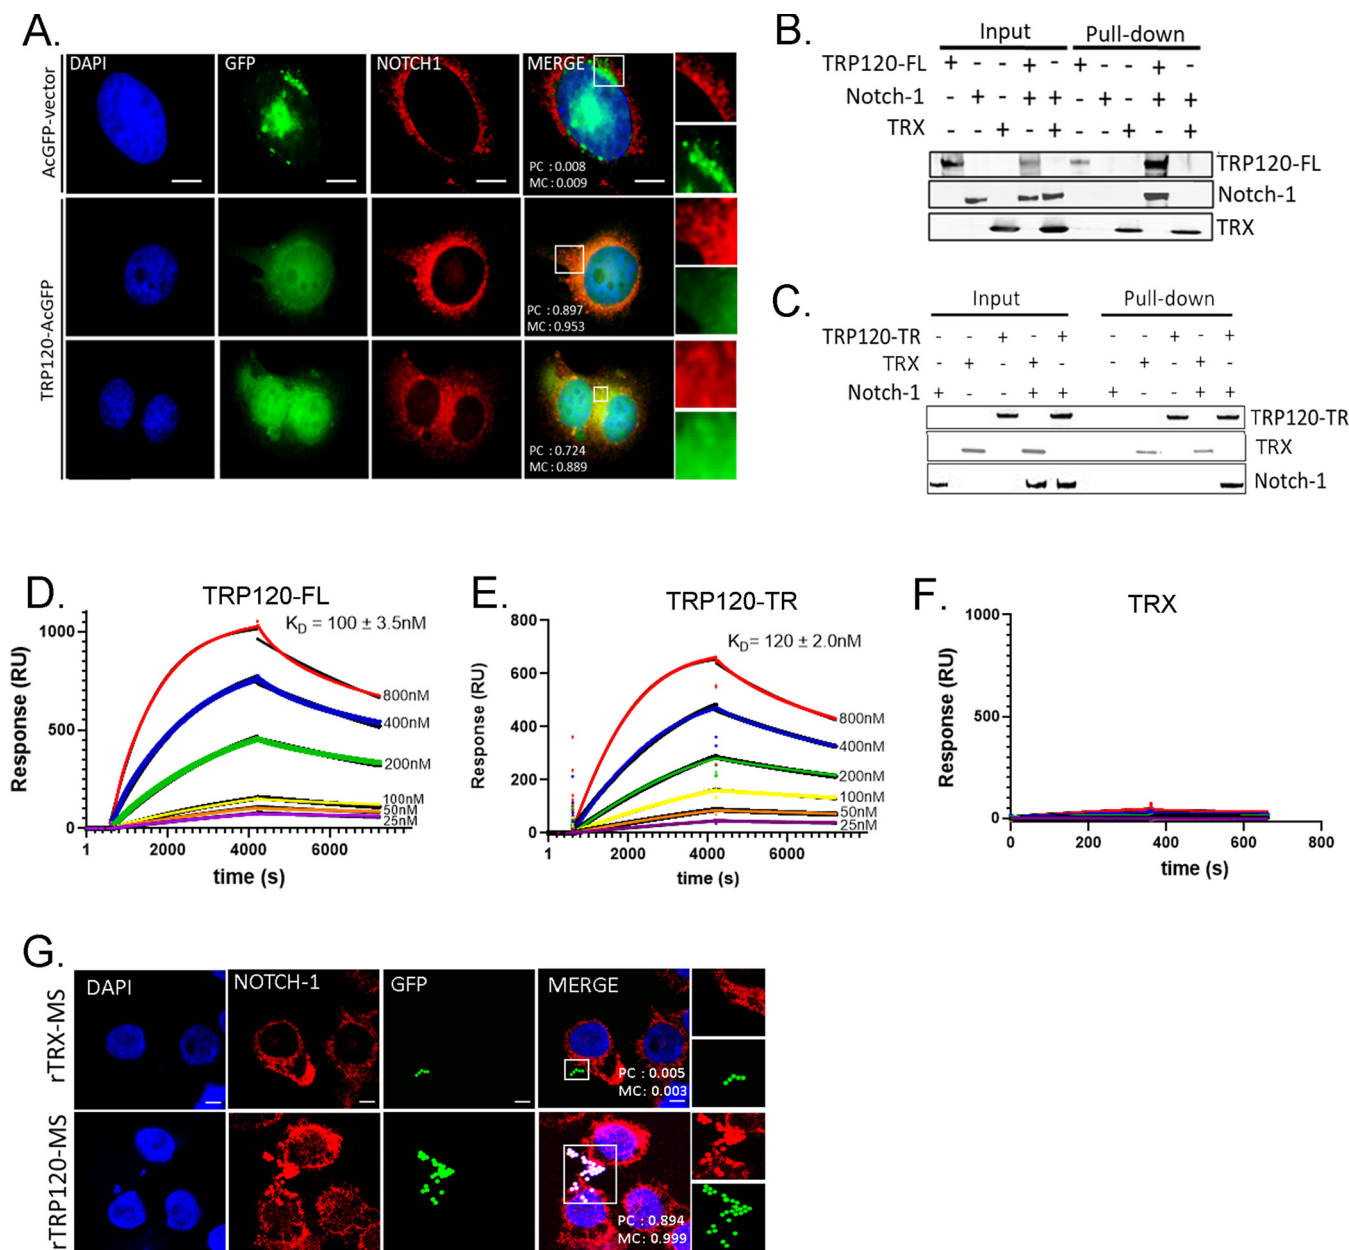 A.
DAPI GFP NOTCH1 MERGE
AcGFP-vector
PC : 0.008
MC : 0.009
TRP120-AcGFP
PC : 0.897
MC : 0.953
PC : 0.724
MC : 0.889
B.
Input Pull-down
TRP120-FL + - - + - + - - + -
Notch-1 - + - + + - + - + +
TRX - - + - + - - + - +
TRP120-FL
Notch-1
TRX
C.
Input Pull-down
TRP120-TR - - + - + - - + - +
TRX - + - + - - + - + -
Notch-1 + - - + + + - - + +
TRP120-TR
TRX
Notch-1
D.
TRP120-FL
KD = 100 ± 3.5nM
Response (RU)
1000
500
0
800nM
400nM
200nM
100nM
50nM
25nM
1 2000 4000 6000
time (s)
E.
TRP120-TR
KD = 120 ± 2.0nM
Response (RU)
800
600
400
200
0
800nM
400nM
200nM
100nM
50nM
25nM
1 2000 4000 6000
time (s)
F.
TRX
Response (RU)
1000
500
0
0 200 400 600 800
time (s)
G.
DAPI NOTCH-1 GFP MERGE
rTRX-MS
PC : 0.005
MC : 0.003
rTRP120-MS
PC : 0.894
MC : 0.999